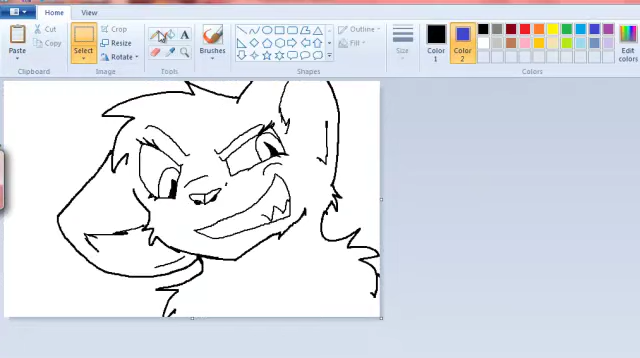 Home View
Paste
Cut
Copy
Clipboard
Select
Crop
Resize
Rotate
Image
A
Tools
Brushes
Shapes
Outline
Fill
Size
Color 1
Color 2
Edit colors
Colors